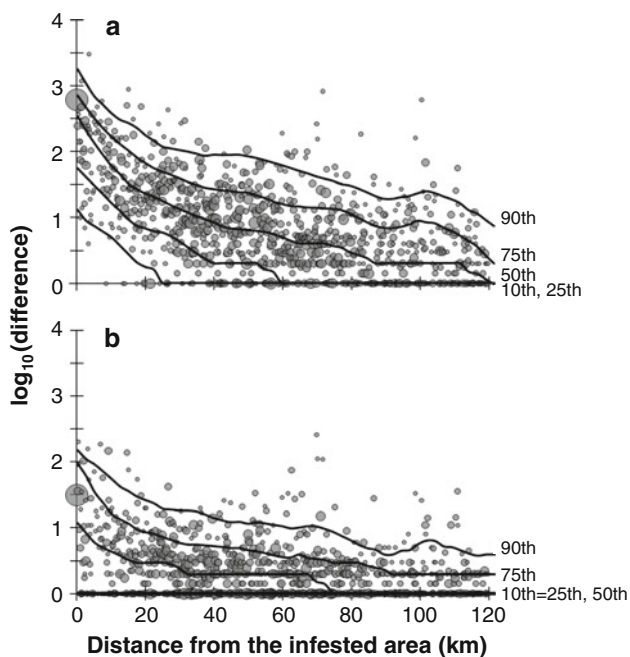 a
4
3
2
1
0
90th
75th
50th
10th, 25th
log10(difference)
b
4
3
2
1
0
90th
75th
10th=25th, 50th
0 20 40 60 80 100 120
Distance from the infested area (km)